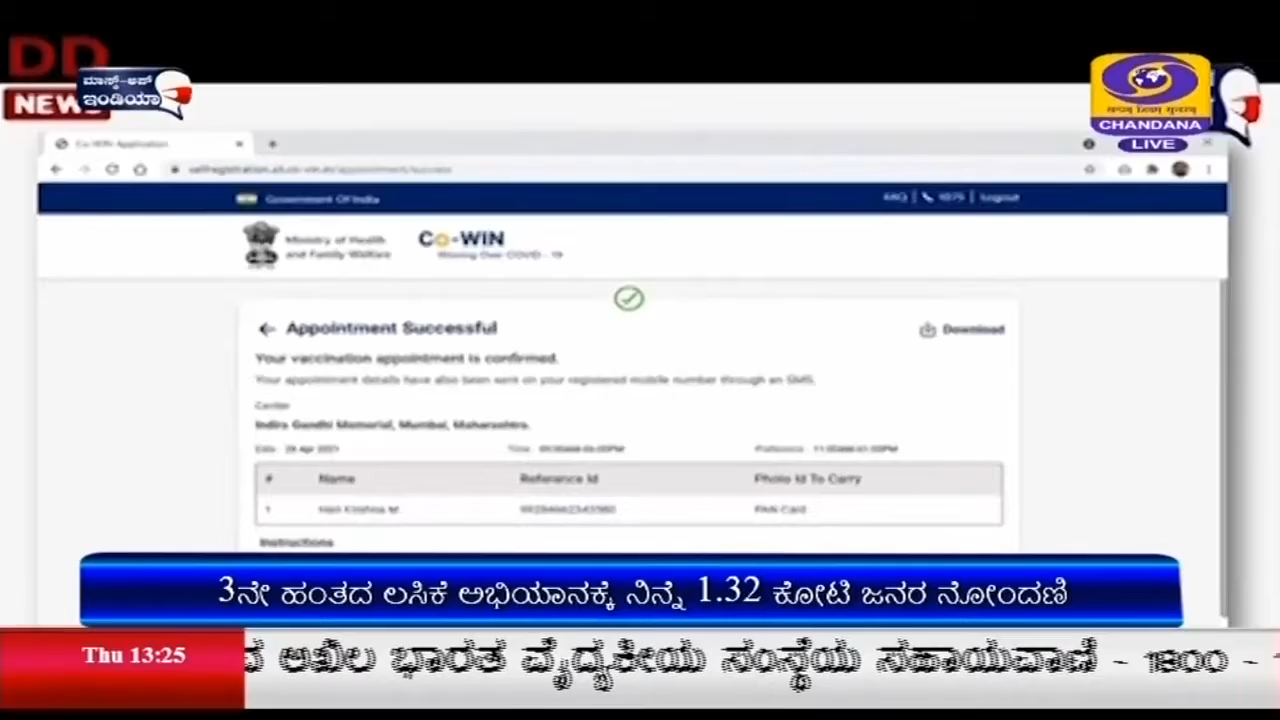 DD
NEWS
ಮಾಸ್ಕ್-ಅಪ್
ಇಂಡಿಯಾ
सत्यम् शिवम् सुन्दरम्
CHANDANA
LIVE
Co-WIN Application
Government Of India
FAQ | 1075 | Logout
Ministry of Health
and Family Welfare
Co-WIN
Winning Over COVID - 19
Appointment Successful
Download
Your vaccination appointment is confirmed.
Your appointment details have also been sent on your registered mobile number through an SMS.
Center
Indira Gandhi Memorial, Mumbai, Maharashtra.
Date
Time
Preference
# Name Reference Id Photo Id To Carry
1 PAN Card
Instructions
3ನೇ ಹಂತದ ಲಸಿಕೆ ಅಭಿಯಾನಕ್ಕೆ ನಿನ್ನೆ 1.32 ಕೋಟಿ ಜನರ ನೋಂದಣಿ
Thu 13:25
ಅಖಿಲ ಭಾರತ ವೈದ್ಯಕೀಯ ಸಂಸ್ಥೆಯ ಸಹಾಯವಾಣಿ - 1800 -